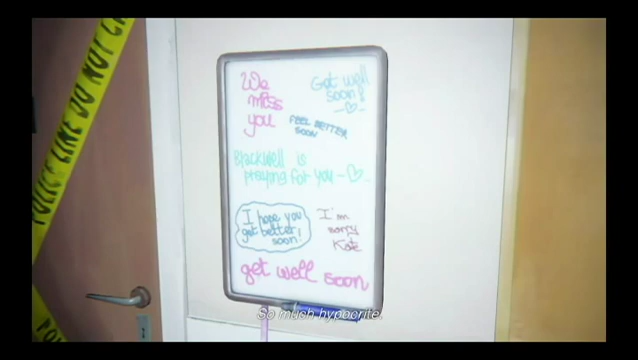 POLICE LINE DO NOT C
We
miss
you
Get well
soon!
FEEL BETTER
SOON
Blackwell is
praying for you
I hope you
get better
soon!
I'm
sorry
Kate
get well soon
So much hypocrite.
POLI